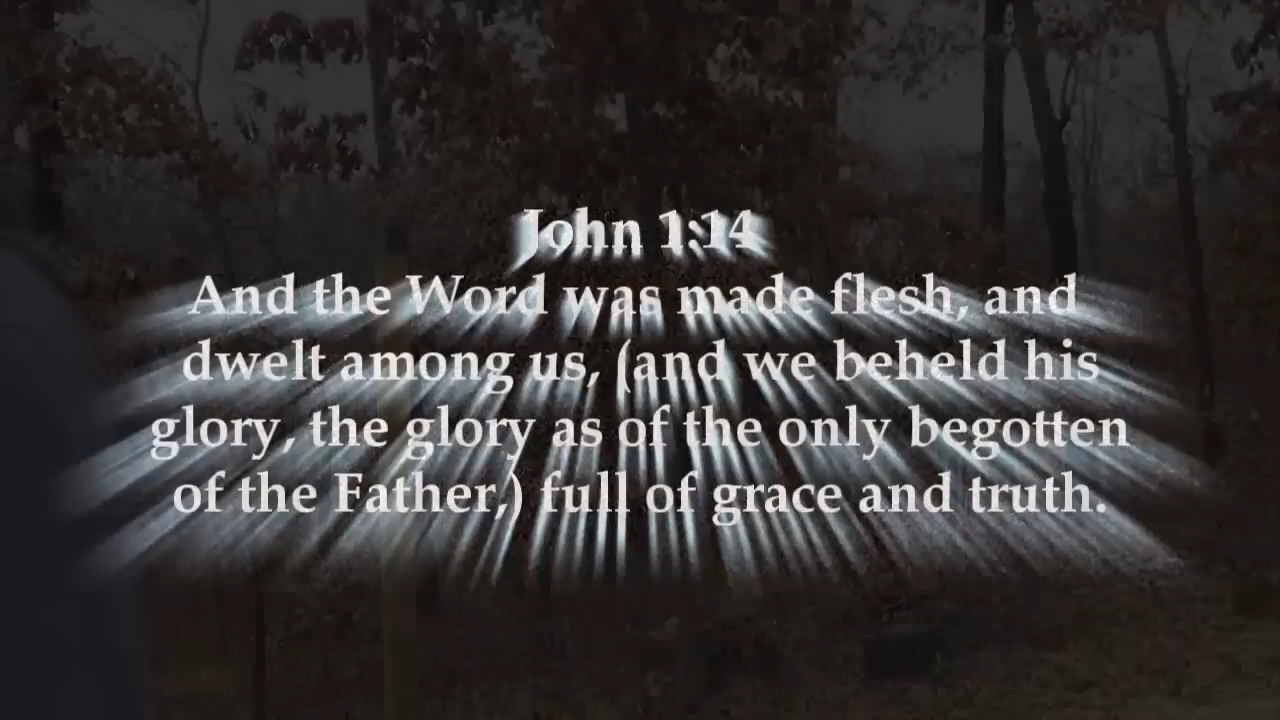 John 1:14
And the Word was made flesh, and
dwelt among us, (and we beheld his
glory, the glory as of the only begotten
of the Father,) full of grace and truth.